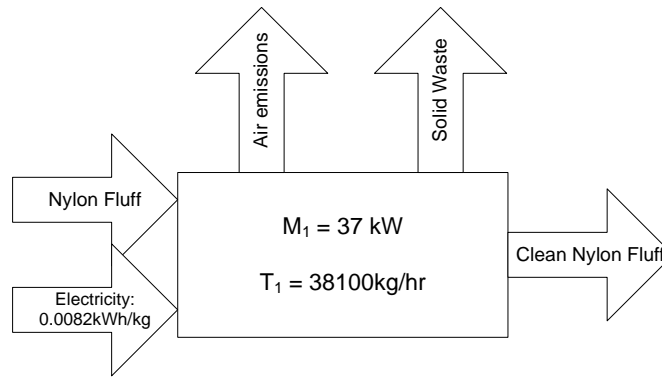 Air emissions
Solid Waste
Nylon Fluff
M₁ = 37 kW
T₁ = 38100kg/hr
Clean Nylon Fluff
Electricity:
0.0082kWh/kg